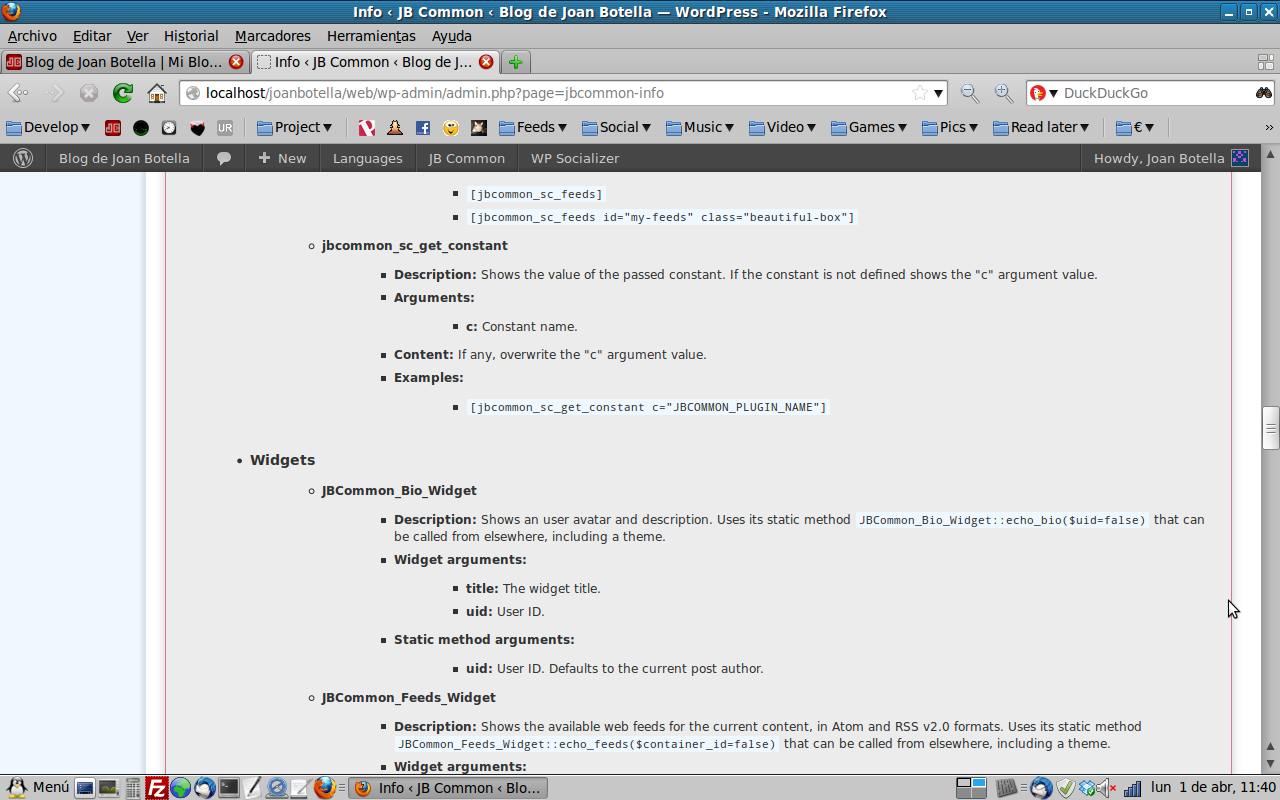 Info ‹ JB Common ‹ Blog de Joan Botella — WordPress - Mozilla Firefox
Archivo Editar Ver Historial Marcadores Herramientas Ayuda
Blog de Joan Botella | Mi Blo... Info ‹ JB Common ‹ Blog de J...
localhost/joanbotella/web/wp-admin/admin.php?page=jbcommon-info DuckDuckGo
Develop JB UR Project Feeds Social Music Video Games Pics Read later € »
Blog de Joan Botella New Languages JB Common WP Socializer Howdy, Joan Botella
[jbcommon_sc_feeds]
[jbcommon_sc_feeds id="my-feeds" class="beautiful-box"]
jbcommon_sc_get_constant
Description: Shows the value of the passed constant. If the constant is not defined shows the "c" argument value.
Arguments:
c: Constant name.
Content: If any, overwrite the "c" argument value.
Examples:
[jbcommon_sc_get_constant c="JBCOMMON_PLUGIN_NAME"]
Widgets
JBCommon_Bio_Widget
Description: Shows an user avatar and description. Uses its static method JBCommon_Bio_Widget::echo_bio($uid=false) that can
be called from elsewhere, including a theme.
Widget arguments:
title: The widget title.
uid: User ID.
Static method arguments:
uid: User ID. Defaults to the current post author.
JBCommon_Feeds_Widget
Description: Shows the available web feeds for the current content, in Atom and RSS v2.0 formats. Uses its static method
JBCommon_Feeds_Widget::echo_feeds($container_id=false) that can be called from elsewhere, including a theme.
Widget arguments:
Menú Info ‹ JB Common ‹ Blo... lun 1 de abr, 11:40